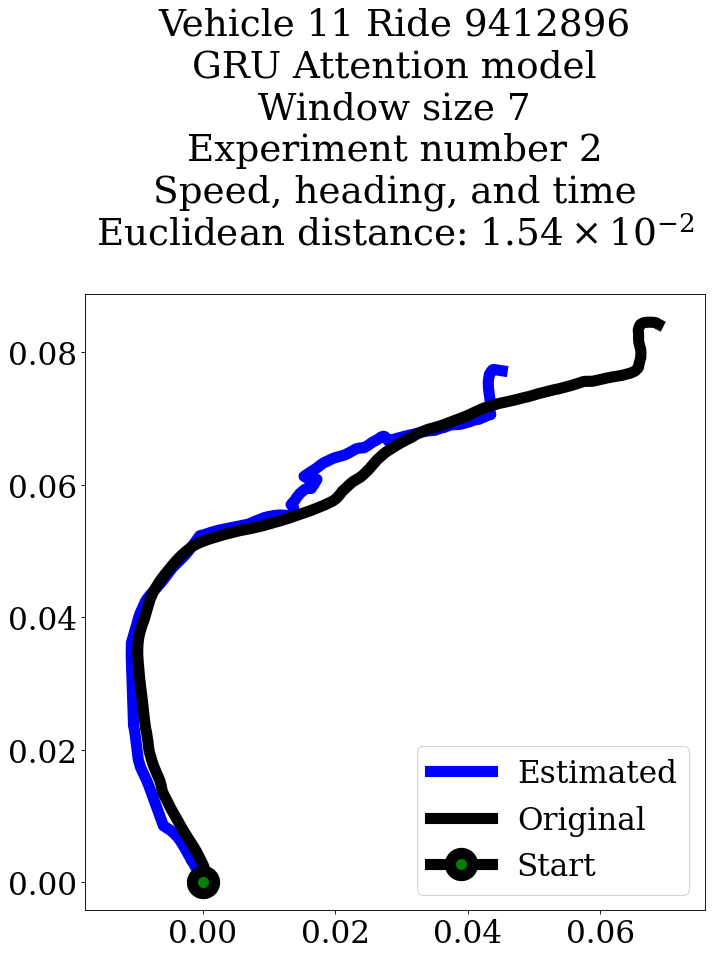 Vehicle 11 Ride 9412896
GRU Attention model
Window size 7
Experiment number 2
Speed, heading, and time
Euclidean distance: 1.54 × 10⁻²
0.08
0.06
0.04
0.02
0.00
Estimated
Original
Start
0.00 0.02 0.04 0.06